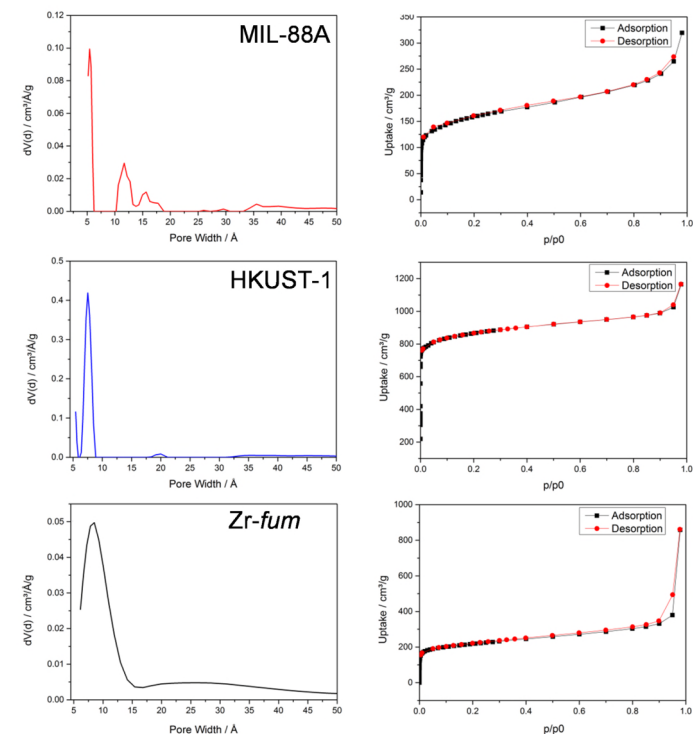 MIL-88A
dV(d) / cm³/Å/g
0.12
0.10
0.08
0.06
0.04
0.02
0.00
5 10 15 20 25 30 35 40 45 50
Pore Width / Å
Adsorption
Desorption
Uptake / cm³/g
350
300
250
200
150
100
50
0
0.0 0.2 0.4 0.6 0.8 1.0
p/p0
HKUST-1
dV(d) / cm³/Å/g
0.5
0.4
0.3
0.2
0.1
0.0
5 10 15 20 25 30 35 40 45 50
Pore Width / Å
Adsorption
Desorption
Uptake / cm³/g
1200
1000
800
600
400
200
0.0 0.2 0.4 0.6 0.8 1.0
p/p0
Zr-fum
dV(d) / cm³/Å/g
0.05
0.04
0.03
0.02
0.01
0.00
5 10 15 20 25 30 35 40 45 50
Pore Width / Å
Adsorption
Desorption
Uptake / cm³/g
1000
800
600
400
200
0
0.0 0.2 0.4 0.6 0.8 1.0
p/p0